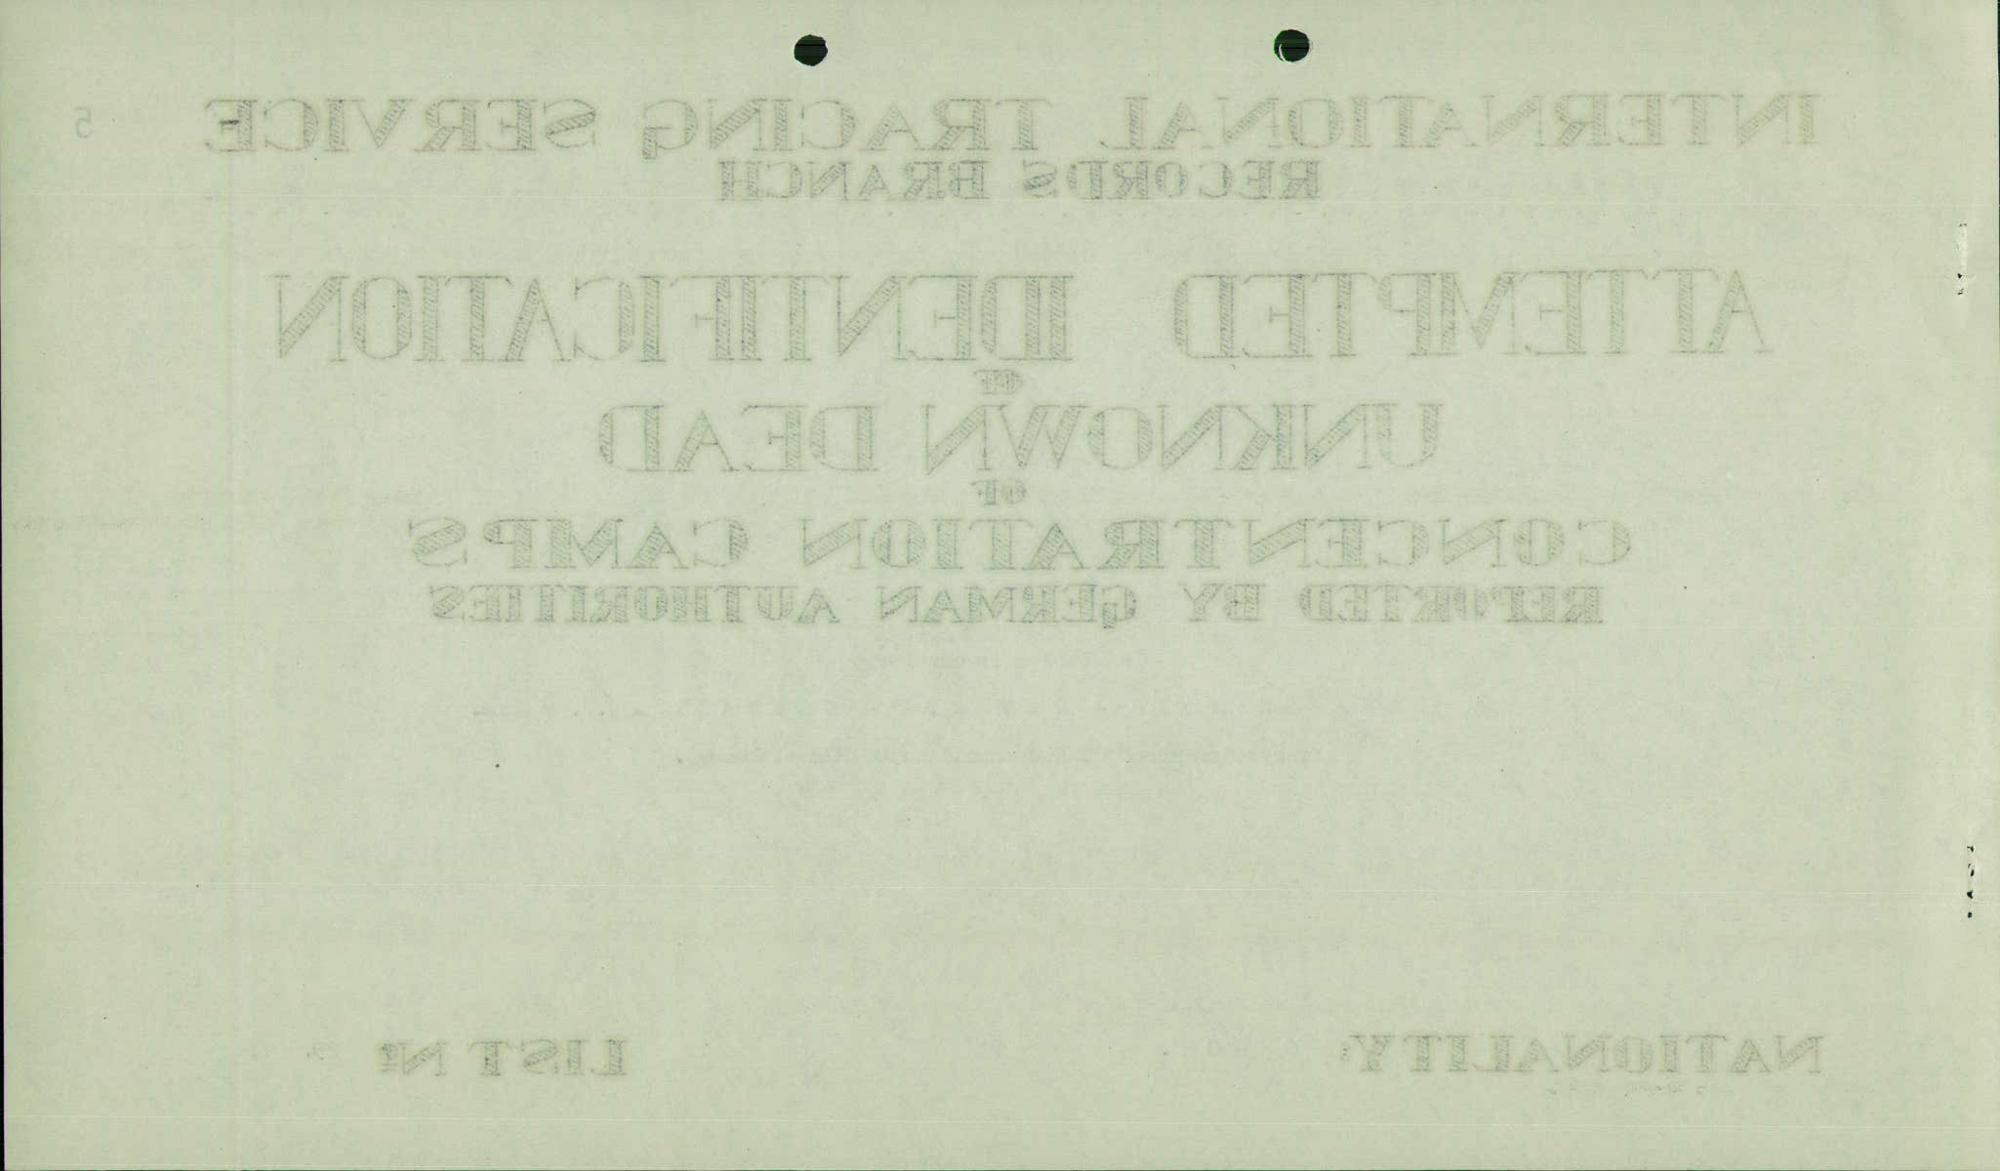 INTERNATIONAL TRACING SERVICE
5
RECORDS BRANCH
ATTEMPTED IDENTIFICATION
OF
UNKNOWN DEAD
OF
CONCENTRATION CAMPS
REPORTED BY GERMAN AUTHORITIES
NATIONALITY:
LIST Nº